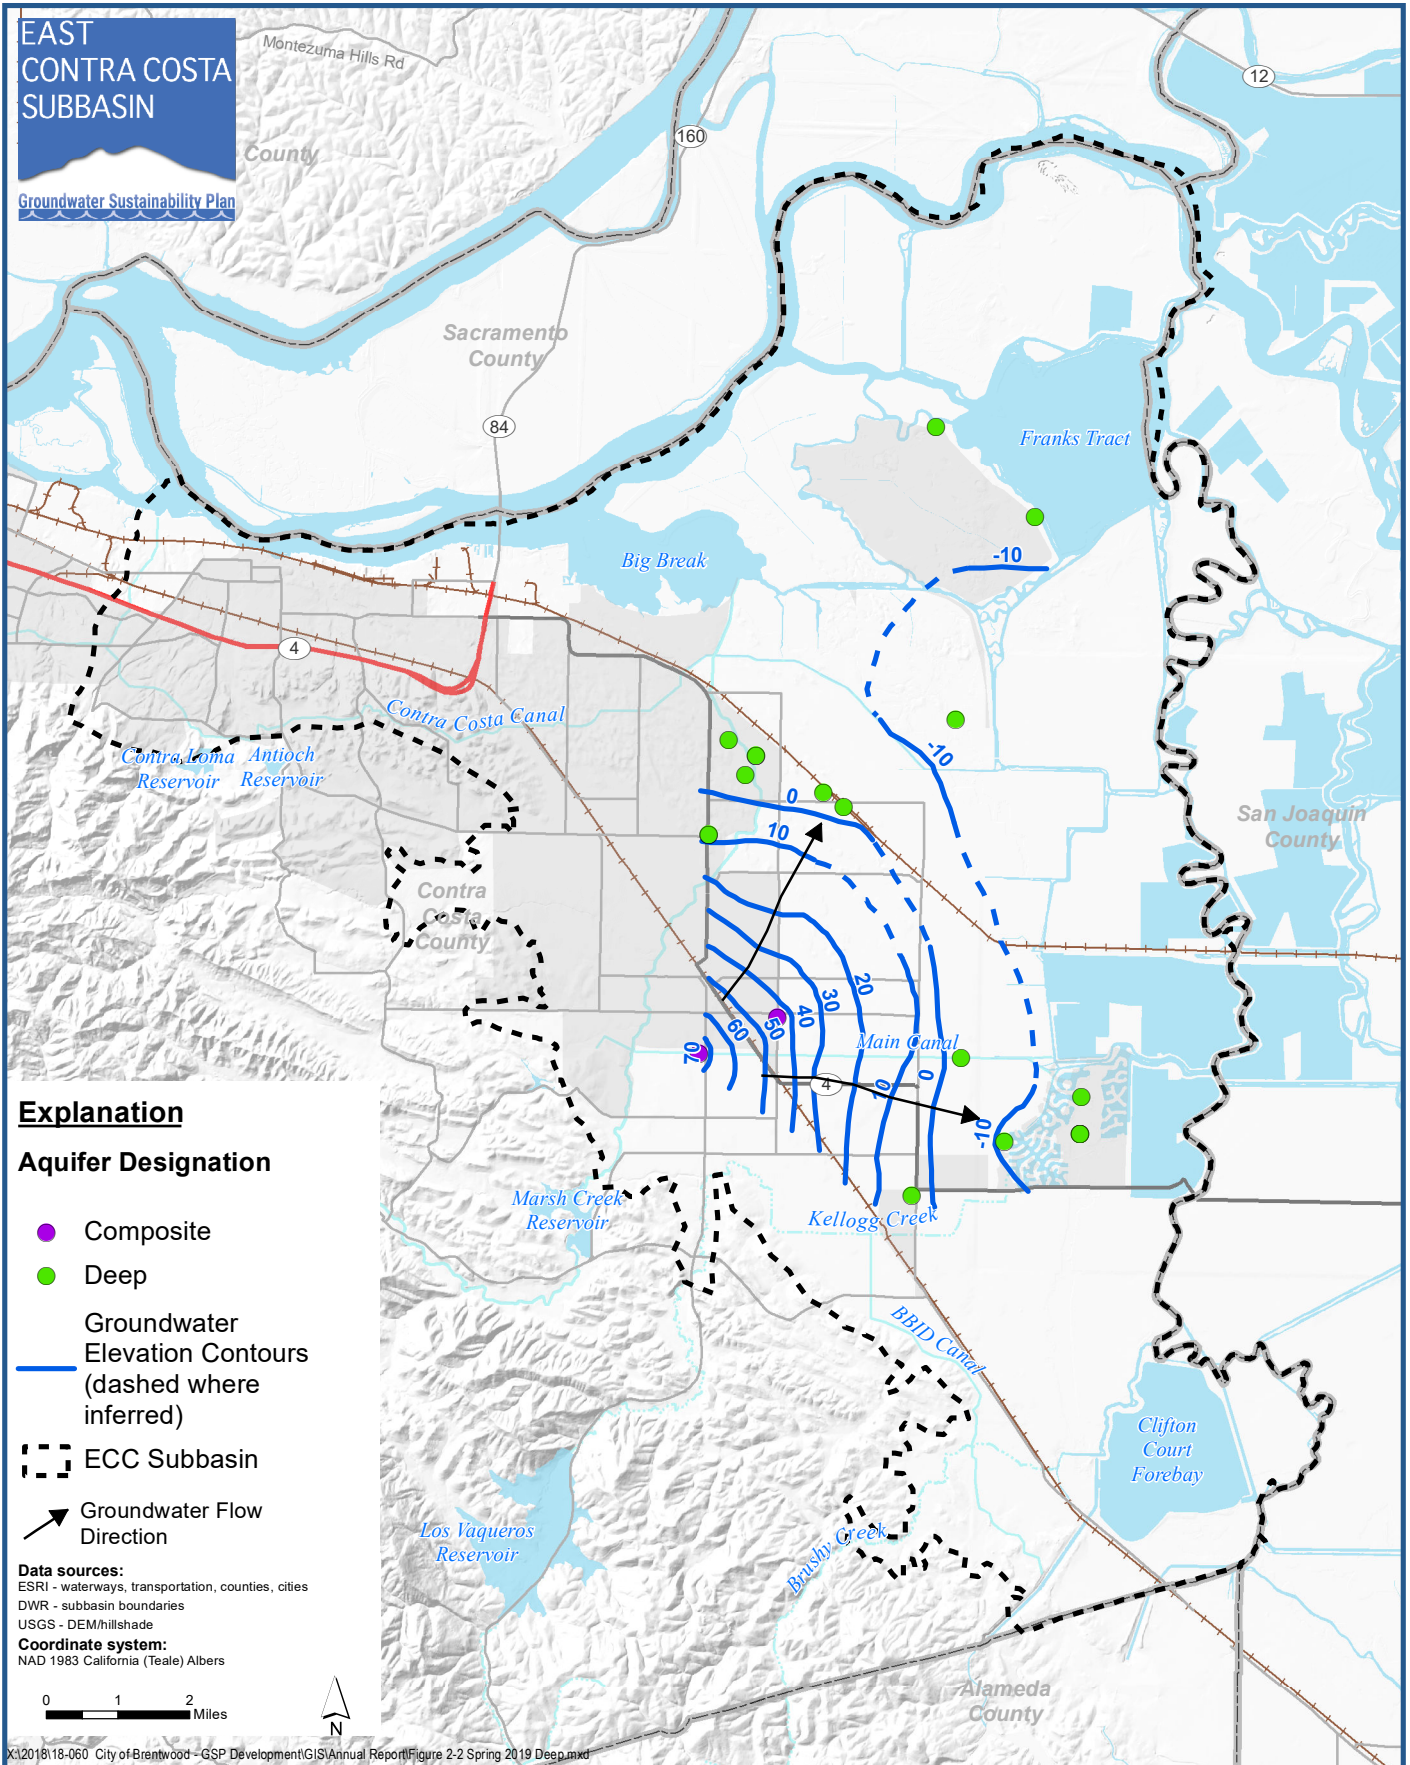 EAST
CONTRA COSTA
SUBBASIN
Groundwater Sustainability Plan
Montezuma Hills Rd
County
160
12
Sacramento
County
84
Franks Tract
Big Break
-10
4
Contra Costa Canal
Contra Loma
Reservoir
Antioch
Reservoir
-10
0
10
San Joaquin
County
Contra
Costa
County
20
30
40
50
60
70
Main Canal
4
10
0
-10
Marsh Creek
Reservoir
Kellogg Creek
BBID Canal
Clifton
Court
Forebay
Los Vaqueros
Reservoir
Brushy Creek
Alameda
County
Explanation
Aquifer Designation
Composite
Deep
Groundwater
Elevation Contours
(dashed where
inferred)
ECC Subbasin
Groundwater Flow
Direction
Data sources:
ESRI - waterways, transportation, counties, cities
DWR - subbasin boundaries
USGS - DEM/hillshade
Coordinate system:
NAD 1983 California (Teale) Albers
0 1 2
Miles
N
X:\2018\18-060 City of Brentwood - GSP Development\GIS\Annual Report\Figure 2-2 Spring 2019 Deep.mxd